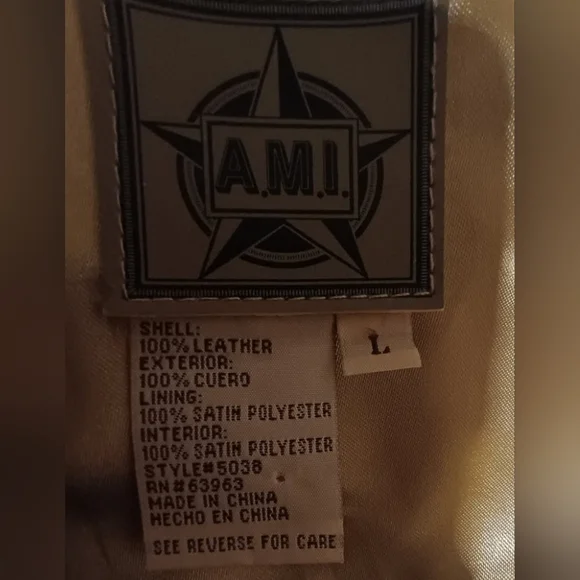 A.M.I.
L
SHELL:
100% LEATHER
EXTERIOR:
100% CUERO
LINING:
100% SATIN POLYESTER
INTERIOR:
100% SATIN POLYESTER
STYLE#5038
RN#63963
MADE IN CHINA
HECHO EN CHINA
SEE REVERSE FOR CARE